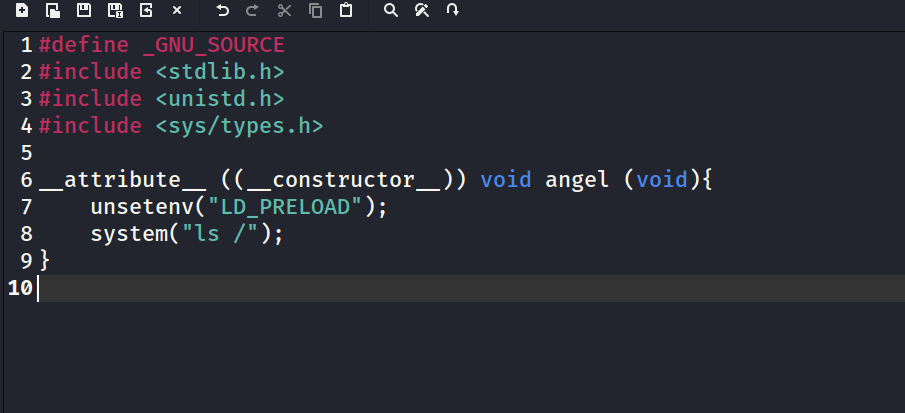 1 #define _GNU_SOURCE
2 #include <stdlib.h>
3 #include <unistd.h>
4 #include <sys/types.h>
5
6 __attribute__ ((__constructor__)) void angel (void){
7     unsetenv("LD_PRELOAD");
8     system("ls /");
9 }
10